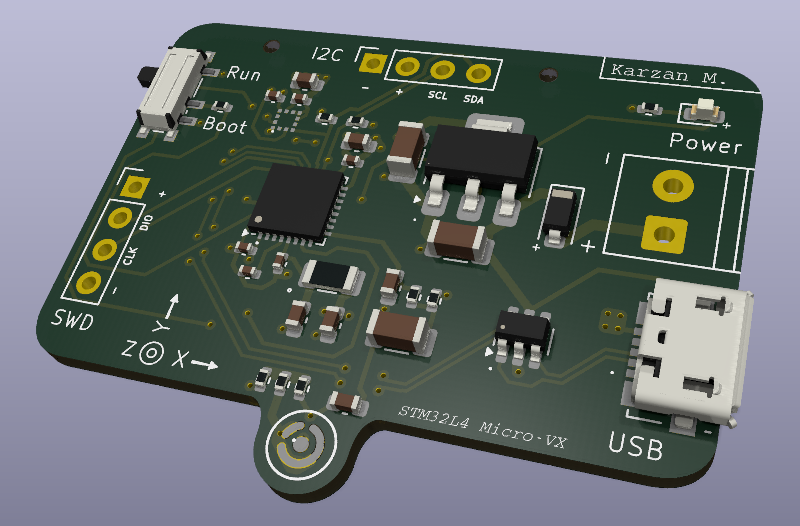 I2C
- + SCL SDA
Karzan M.
Run
Boot
Power
+
-
+ +
+
DIO
CLK
-
SWD
Y
Z X
STM32L4 Micro-VX
USB